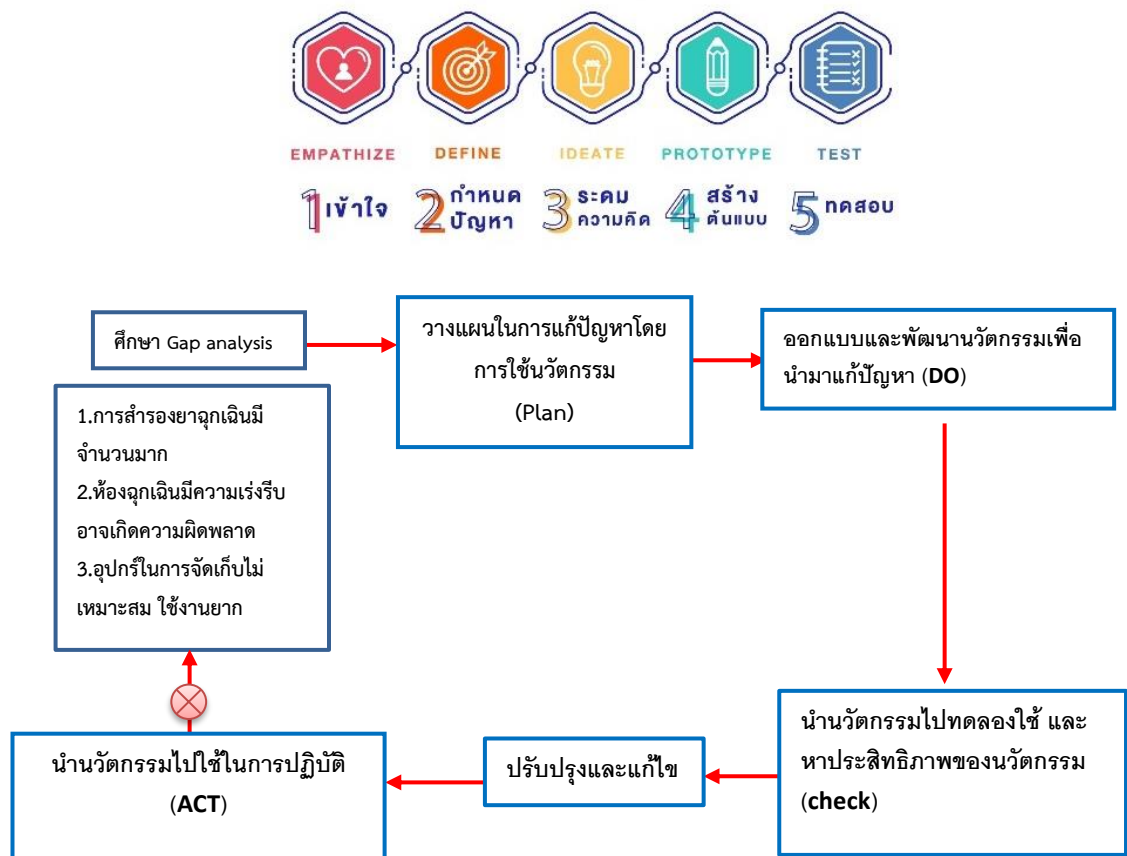 EMPATHIZE DEFINE IDEATE PROTOTYPE TEST
1 เข้าใจ
2 กำหนด
ปัญหา
3 ระดม
ความคิด
4 สร้าง
ต้นแบบ
5 ทดสอบ
ศึกษา Gap analysis
วางแผนในการแก้ปัญหาโดย
การใช้นวัตกรรม
(Plan)
ออกแบบและพัฒนานวัตกรรมเพื่อ
นำมาแก้ปัญหา (DO)
1.การสำรองยาฉุกเฉินมี
จำนวนมาก
2.ห้องฉุกเฉินมีความเร่งรีบ
อาจเกิดความผิดพลาด
3.อุปกร์ในการจัดเก็บไม่
เหมาะสม ใช้งานยาก
นำนวัตกรรมไปใช้ในการปฏิบัติ
(ACT)
ปรับปรุงและแก้ไข
นำนวัตกรรมไปทดลองใช้ และ
หาประสิทธิภาพของนวัตกรรม
(check)